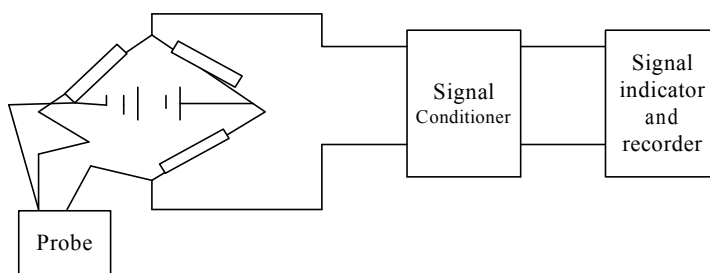 Signal
Conditioner
Signal
indicator
and
recorder
Probe